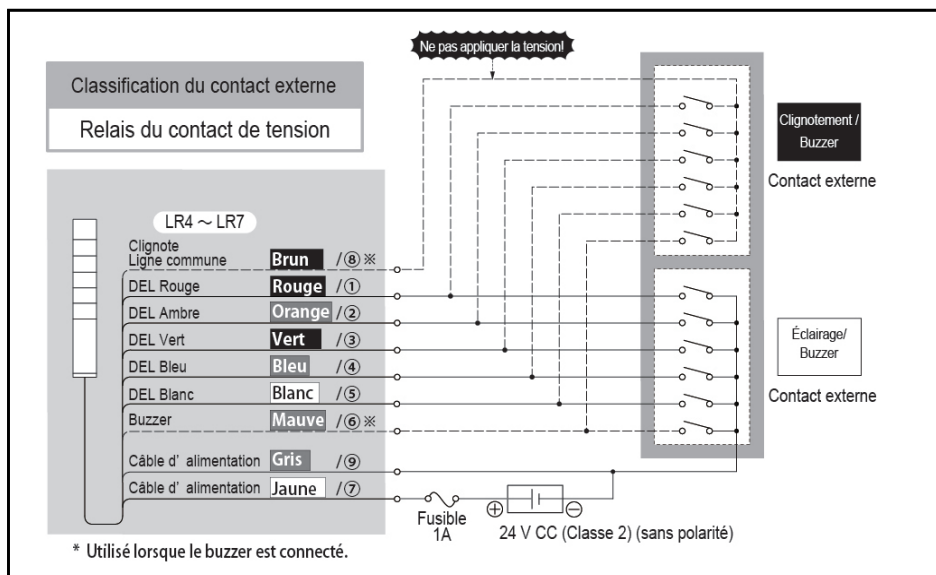 Ne pas appliquer la tension!
Classification du contact externe
Relais du contact de tension
Clignotement /
Buzzer
Contact externe
LR4 ～ LR7
Clignote
Ligne commune Brun /⑧ ※
DEL Rouge Rouge /①
DEL Ambre Orange /②
DEL Vert Vert /③
DEL Bleu Bleu /④
DEL Blanc Blanc /⑤
Buzzer Mauve /⑥ ※
Câble d' alimentation Gris /⑨
Câble d' alimentation Jaune /⑦
Éclairage/
Buzzer
Contact externe
Fusible
1A
⊕ ⊖
24 V CC (Classe 2) (sans polarité)
* Utilisé lorsque le buzzer est connecté.